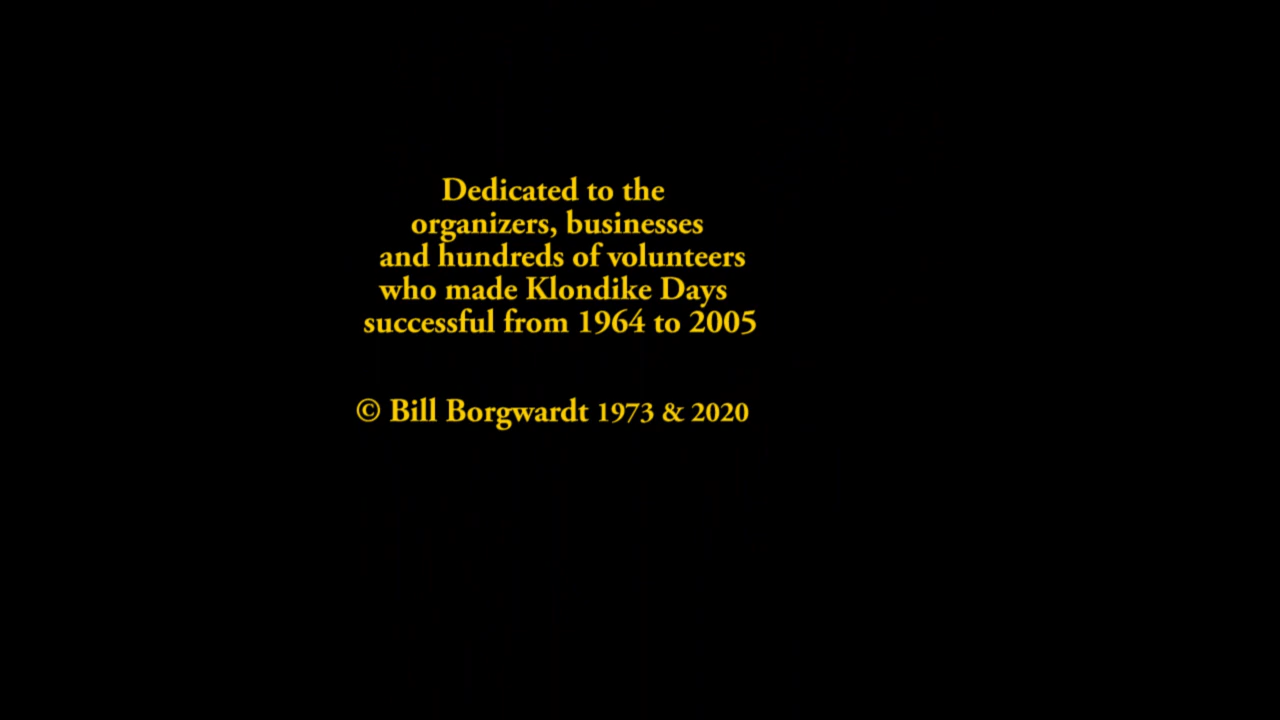 Dedicated to the
organizers, businesses
and hundreds of volunteers
who made Klondike Days
successful from 1964 to 2005
© Bill Borgwardt 1973 & 2020